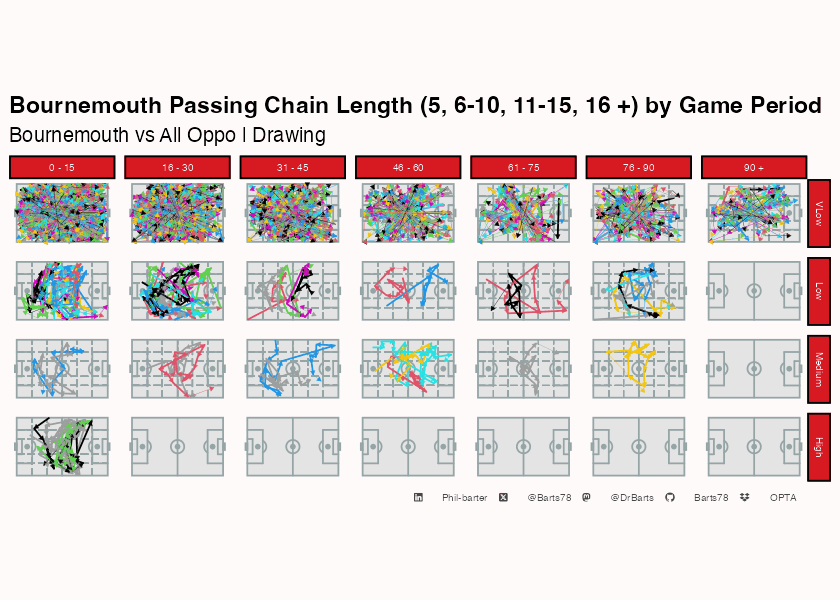 Bournemouth Passing Chain Length (5, 6-10, 11-15, 16 +) by Game Period
Bournemouth vs All Oppo I Drawing
0 - 15 16 - 30 31 - 45 46 - 60 61 - 75 76 - 90 90 +
VLow
Low
Medium
High
Phil-barter @Barts78 @DrBarts Barts78 OPTA